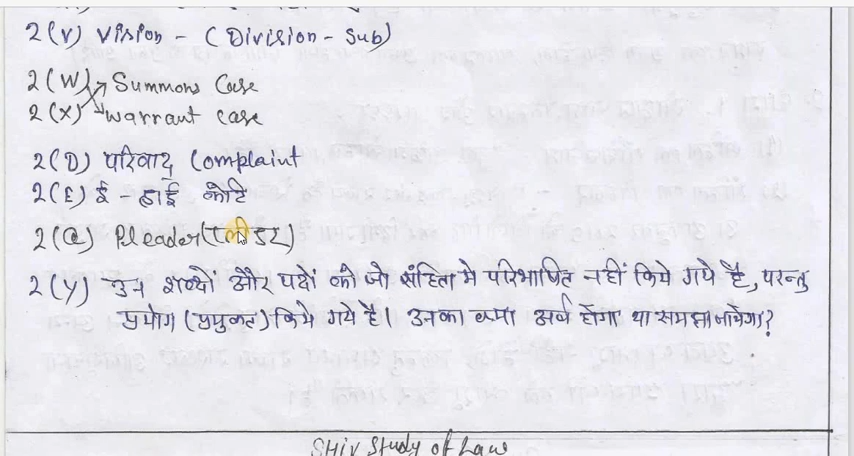 2(V) Vision - (Division - Sub)
2(W) Summons Case
2(X) warrant case
2(D) परिवाद Complaint
2(E) ई - हाई कोर्ट
2(Q) Pleader (प्लीडर)
2(Y) उन शब्दों और पदों को जो संहिता मे परिभाषित नहीं किये गये है, परन्तु
प्रयोग (प्रयुक्त) किये गये है। उनका क्या अर्थ होगा या समझा जायेगा?
SHIV Study of Law